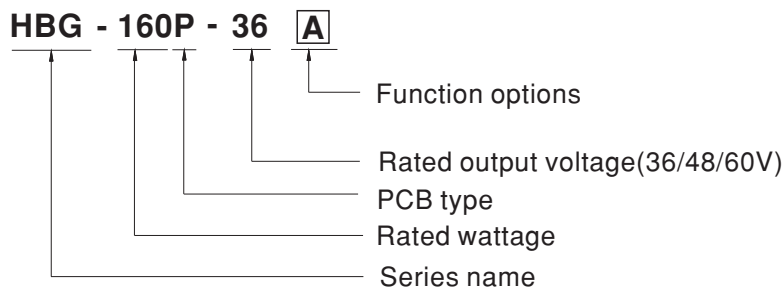 HBG - 160P - 36 A
Function options
Rated output voltage(36/48/60V)
PCB type
Rated wattage
Series name